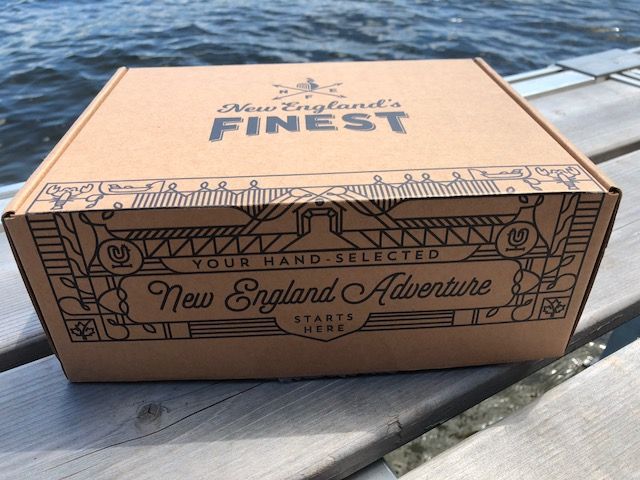 N E
F
New England's
FINEST
YOUR HAND-SELECTED
New England Adventure
STARTS
HERE